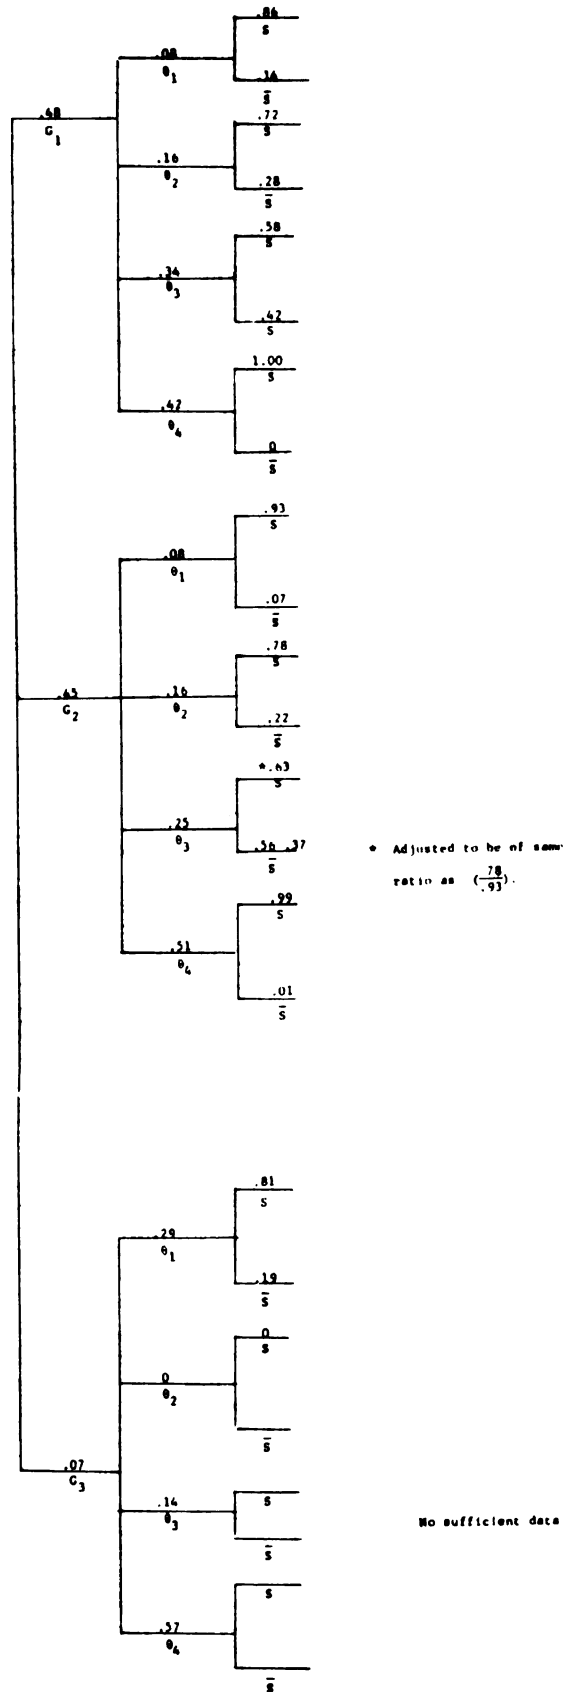 .86
S
.08
θ1
.14
S̄
.72
S
.48
G1
.16
θ2
.28
S̄
.58
S
.34
θ3
.42
S
1.00
S
.42
θ4
0
S̄
.93
S
.08
θ1
.07
S̄
.78
S
.45
G2
.16
θ2
.22
S̄
*.63
S
.25
θ3
.56 .37
S̄
* Adjusted to be of same
ratio as (.78/.93).
.99
S
.51
θ4
.01
S̄
.81
S
.29
θ1
.19
S̄
0
S
0
θ2
S̄
.07
G3
S
.14
θ3
S̄
No sufficient data
S
.57
θ4
S̄